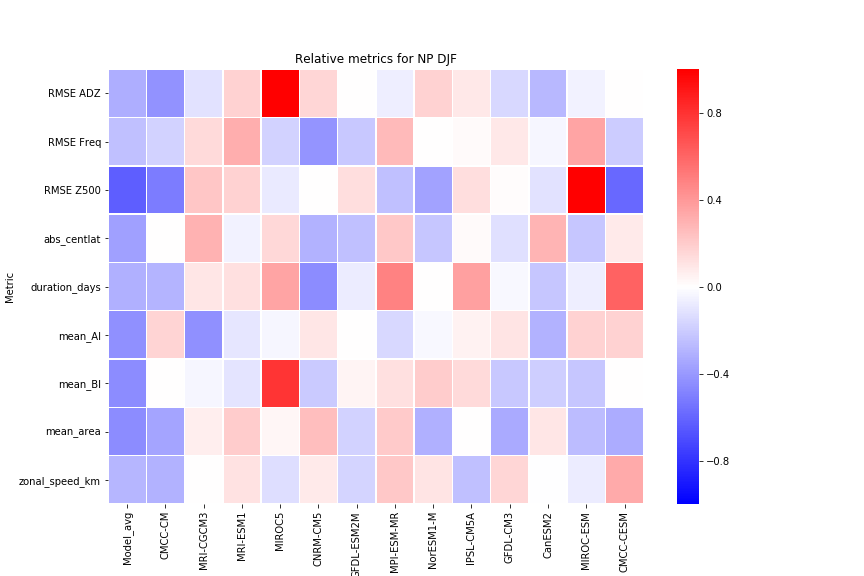 Relative metrics for NP DJF
RMSE ADZ
RMSE Freq
RMSE Z500
abs_centlat
duration_days
mean_AI
mean_BI
mean_area
zonal_speed_km
Metric
Model_avg
CMCC-CM
MRI-CGCM3
MRI-ESM1
MIROC5
CNRM-CM5
GFDL-ESM2M
MPI-ESM-MR
NorESM1-M
IPSL-CM5A
GFDL-CM3
CanESM2
MIROC-ESM
CMCC-CESM
0.8
0.4
0.0
−0.4
−0.8